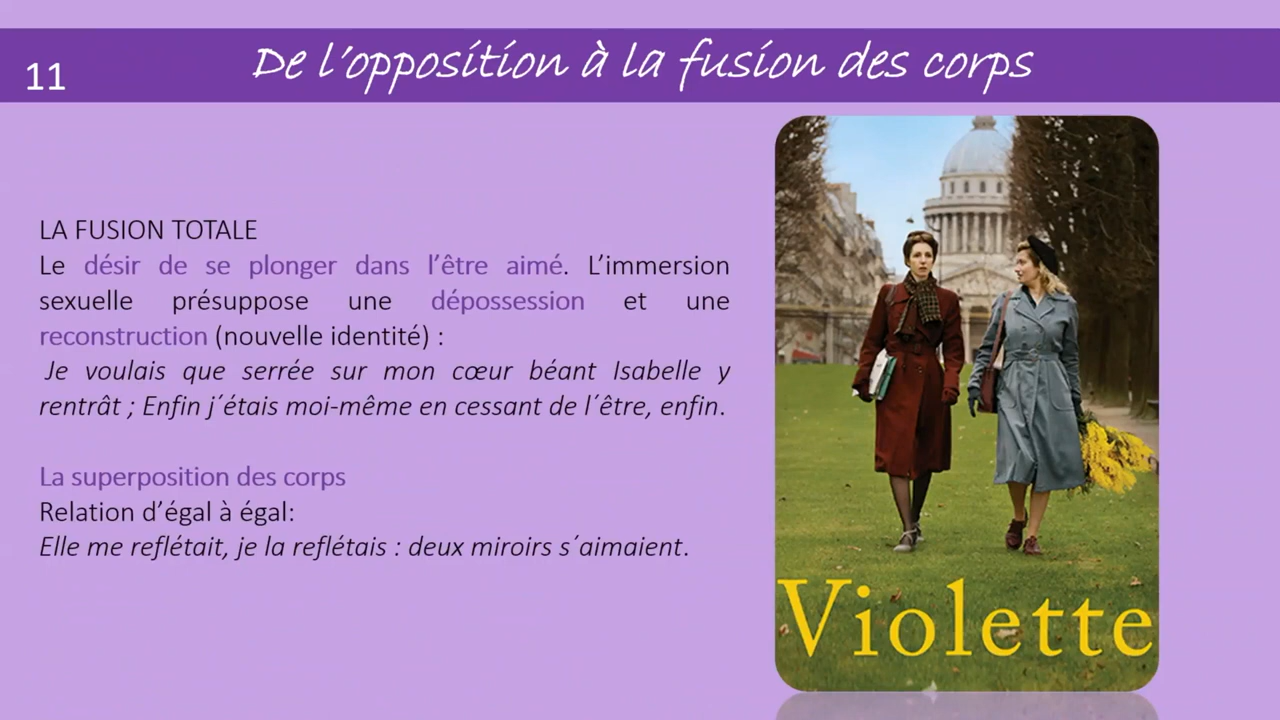 11
De l'opposition à la fusion des corps
LA FUSION TOTALE
Le désir de se plonger dans l'être aimé. L'immersion
sexuelle présuppose une dépossession et une
reconstruction (nouvelle identité) :
Je voulais que serrée sur mon cœur béant Isabelle y
rentrât ; Enfin j´étais moi-même en cessant de l´être, enfin.
La superposition des corps
Relation d'égal à égal:
Elle me reflétait, je la reflétais : deux miroirs s´aimaient.
Violette